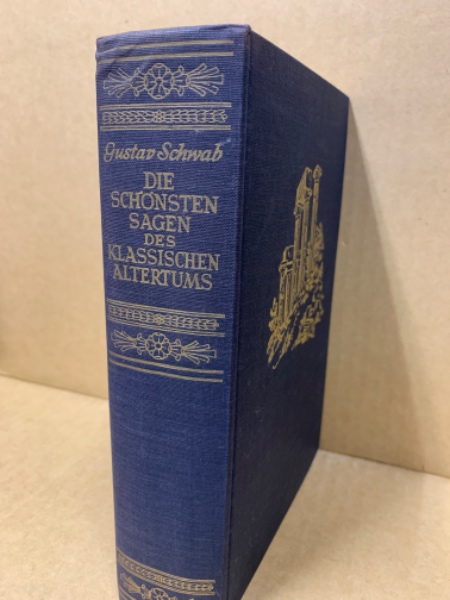 Gustav Schwab
DIE
SCHÖNSTEN
SAGEN
DES
KLASSISCHEN
ALTERTUMS